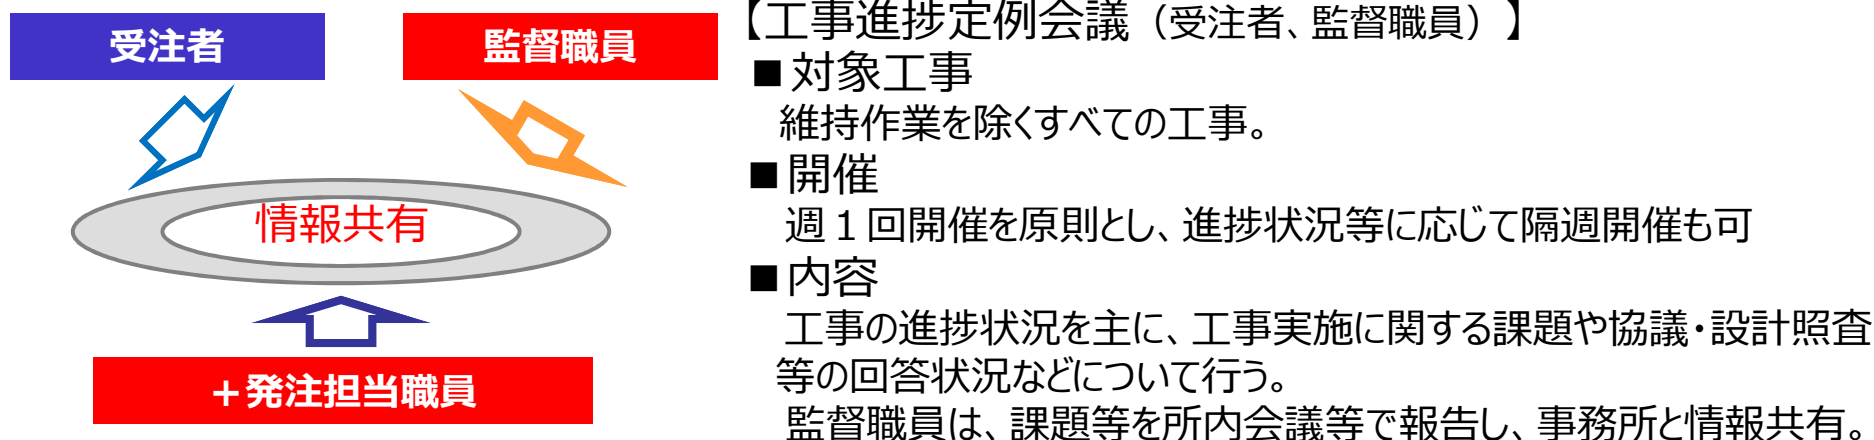 受注者
監督職員
情報共有
＋発注担当職員
【工事進捗定例会議（受注者、監督職員）】
■対象工事
維持作業を除くすべての工事。
■開催
週１回開催を原則とし、進捗状況等に応じて隔週開催も可
■内容
工事の進捗状況を主に、工事実施に関する課題や協議・設計照査
等の回答状況などについて行う。
監督職員は、課題等を所内会議等で報告し、事務所と情報共有。